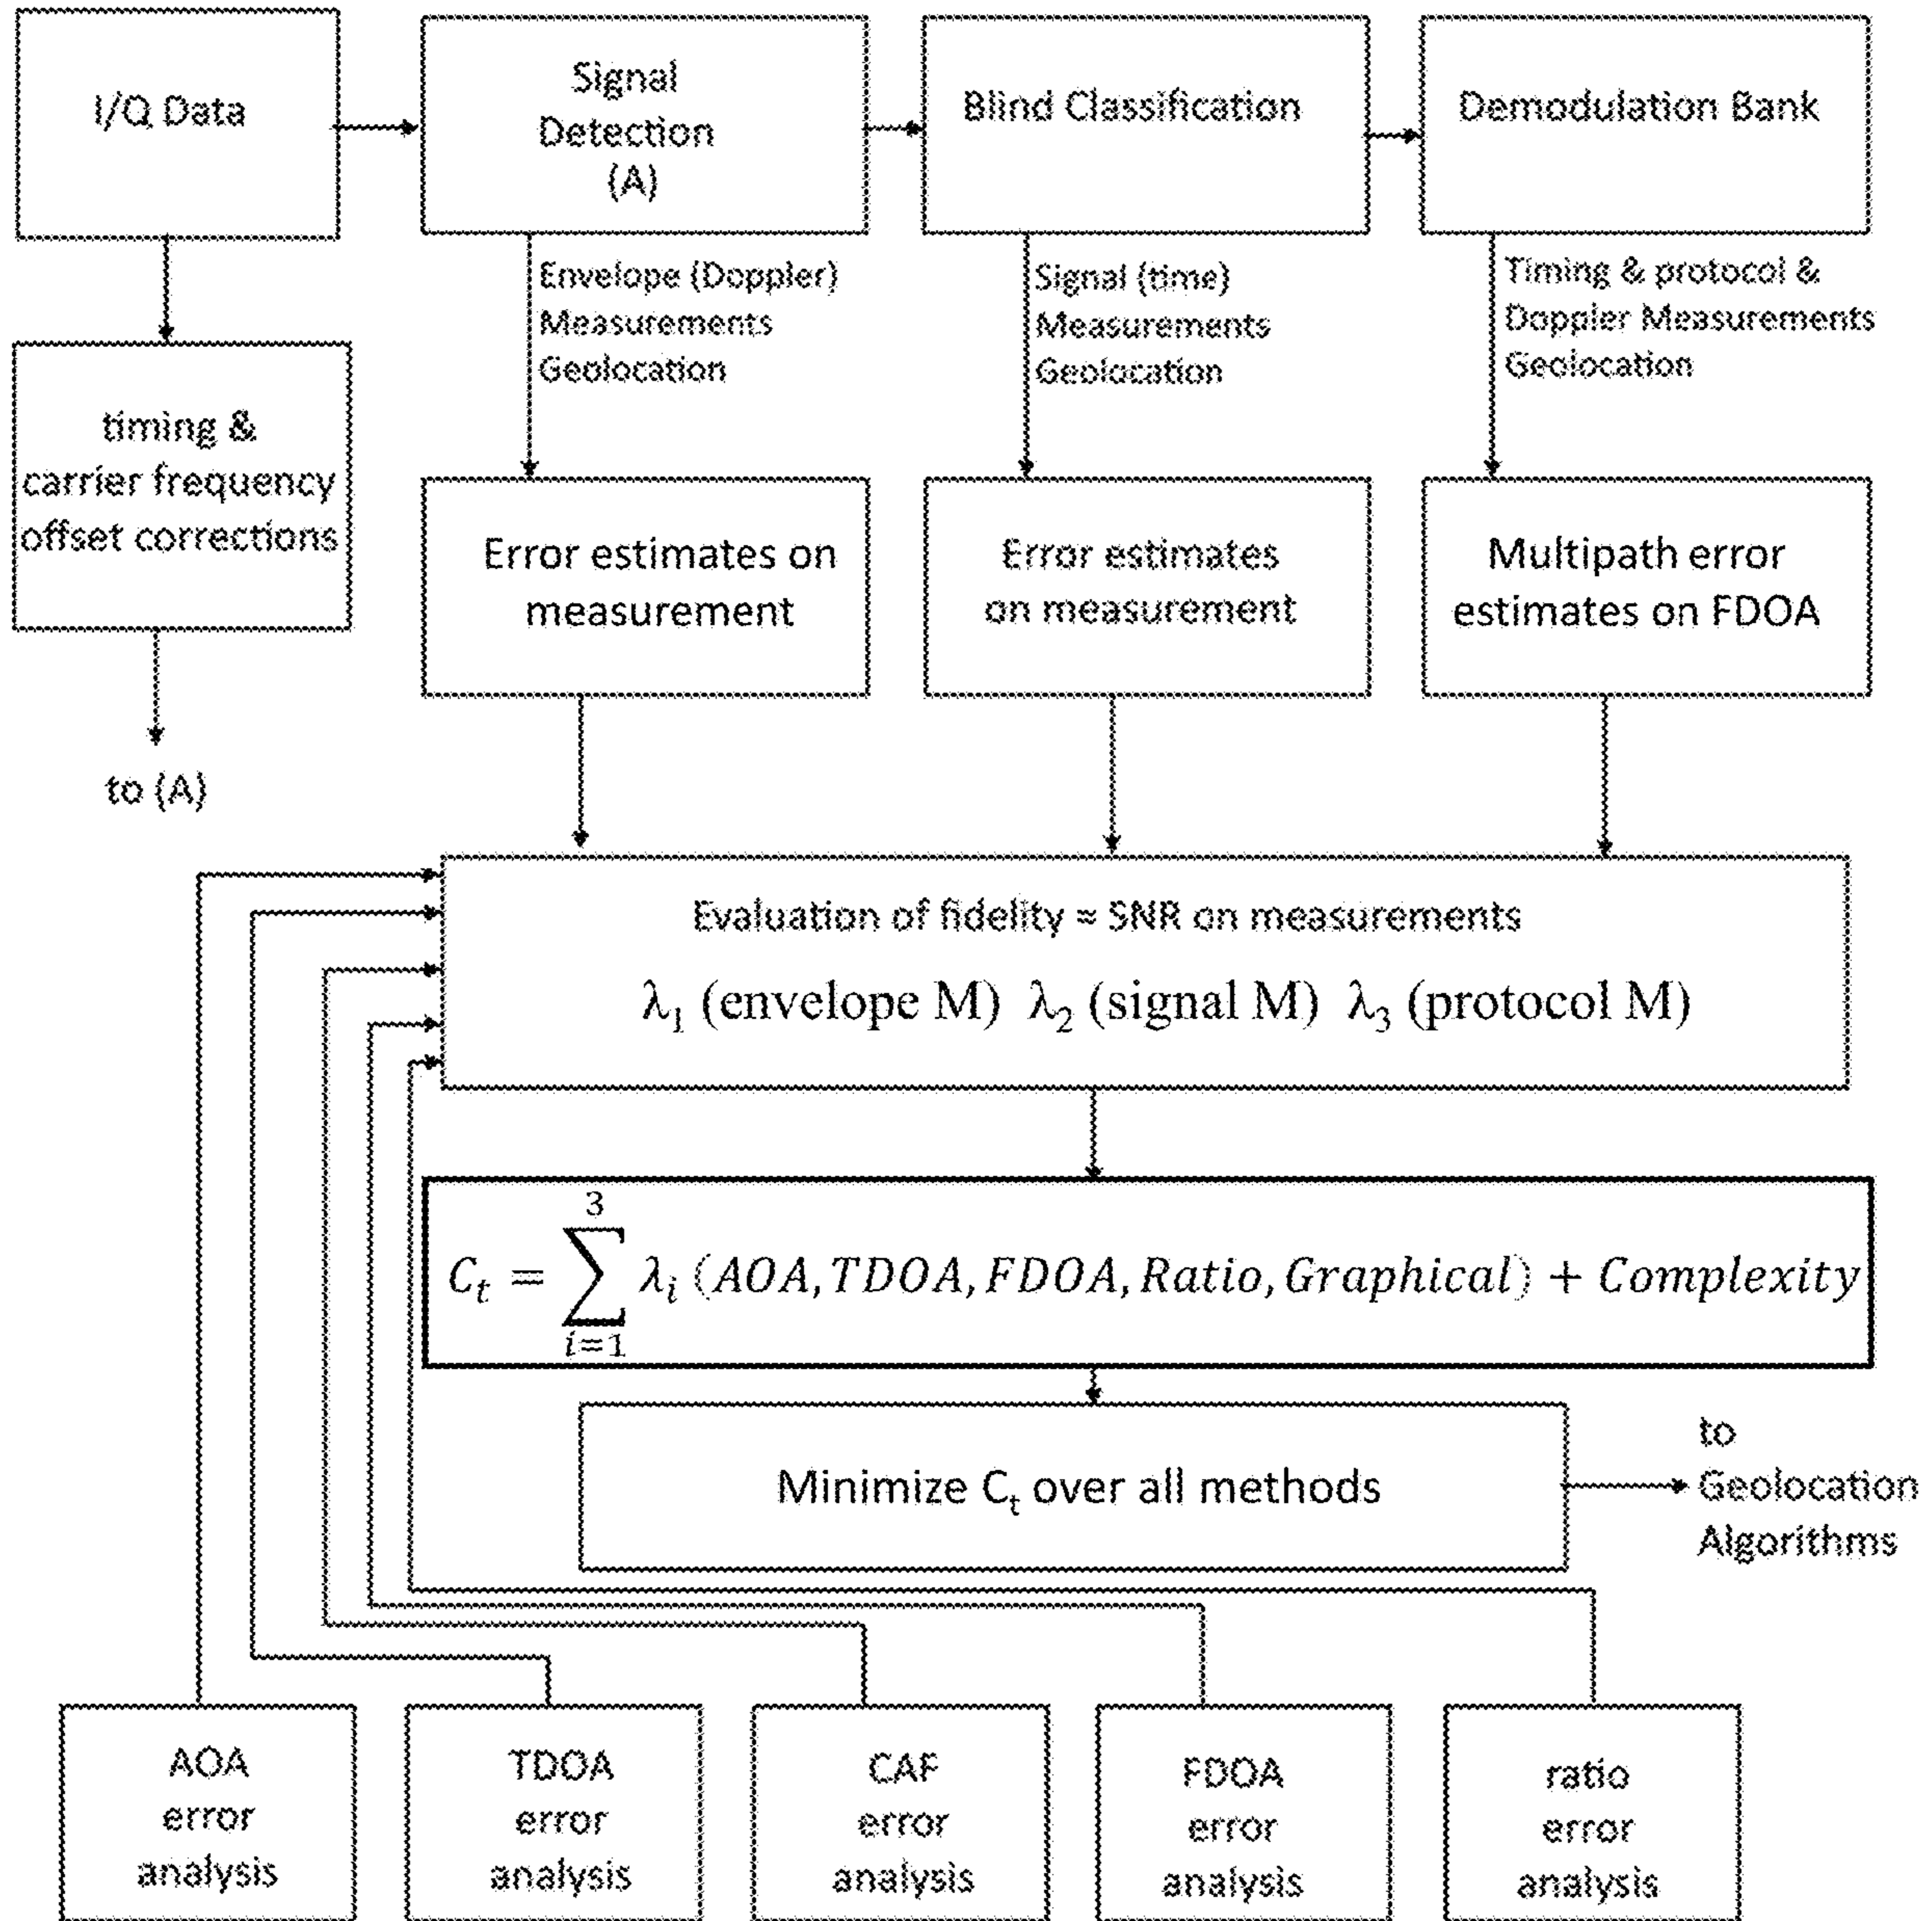 I/Q Data
Signal
Detection
(A)
Blind Classification
Demodulation Bank
Envelope (Doppler)
Measurements
Geolocation
Signal (time)
Measurements
Geolocation
Timing & protocol &
Doppler Measurements
Geolocation
timing &
carrier frequency
offset corrections
Error estimates on
measurement
Error estimates
on measurement
Multipath error
estimates on FDOA
to (A)
Evaluation of fidelity ≈ SNR on measurements
λ₁ (envelope M) λ₂ (signal M) λ₃ (protocol M)
C_t = \sum_{i=1}^{3} λ_i (AOA, TDOA, FDOA, Ratio, Graphical) + Complexity
Minimize C_t over all methods
to
Geolocation
Algorithms
AOA
error
analysis
TDOA
error
analysis
CAF
error
analysis
FDOA
error
analysis
ratio
error
analysis